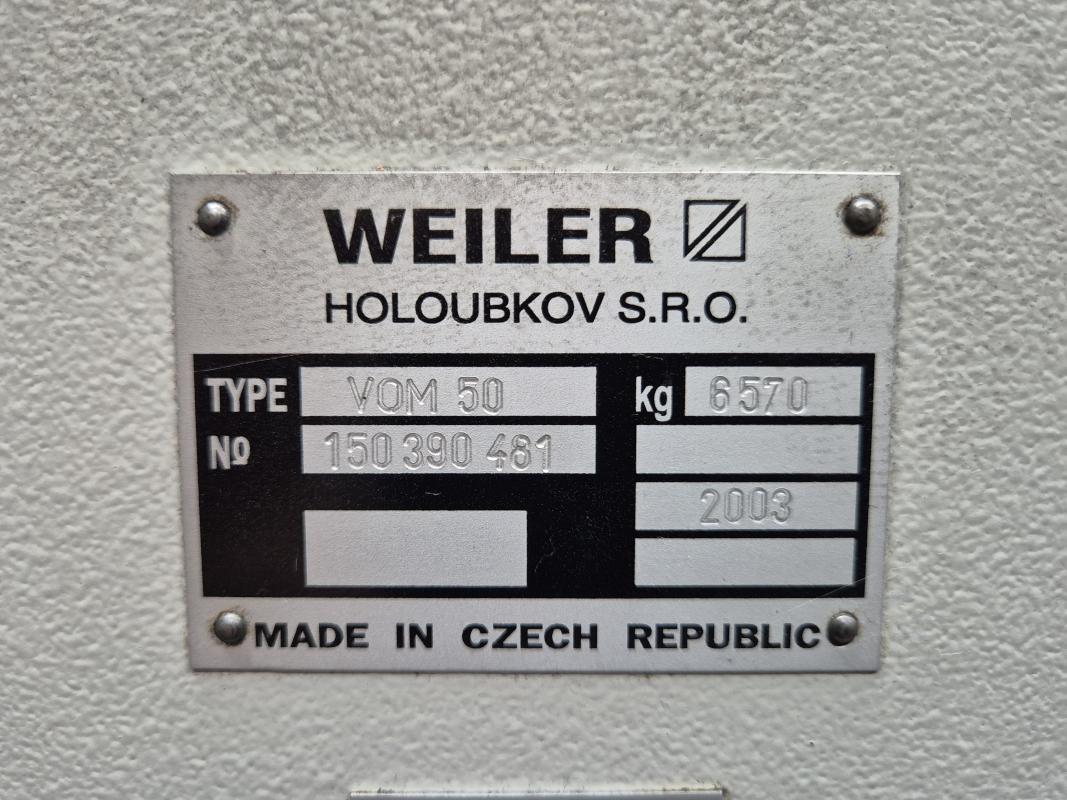 WEILER
HOLOUBKOV S.R.O.
TYPE VOM 50 kg 6570
Nº 150 390 481
2003
MADE IN CZECH REPUBLIC